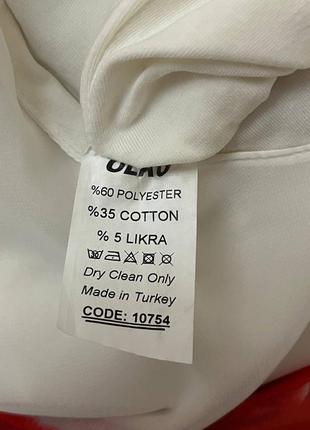 %60 POLYESTER
%35 COTTON
% 5 LIKRA
Dry Clean Only
Made in Turkey
CODE: 10754